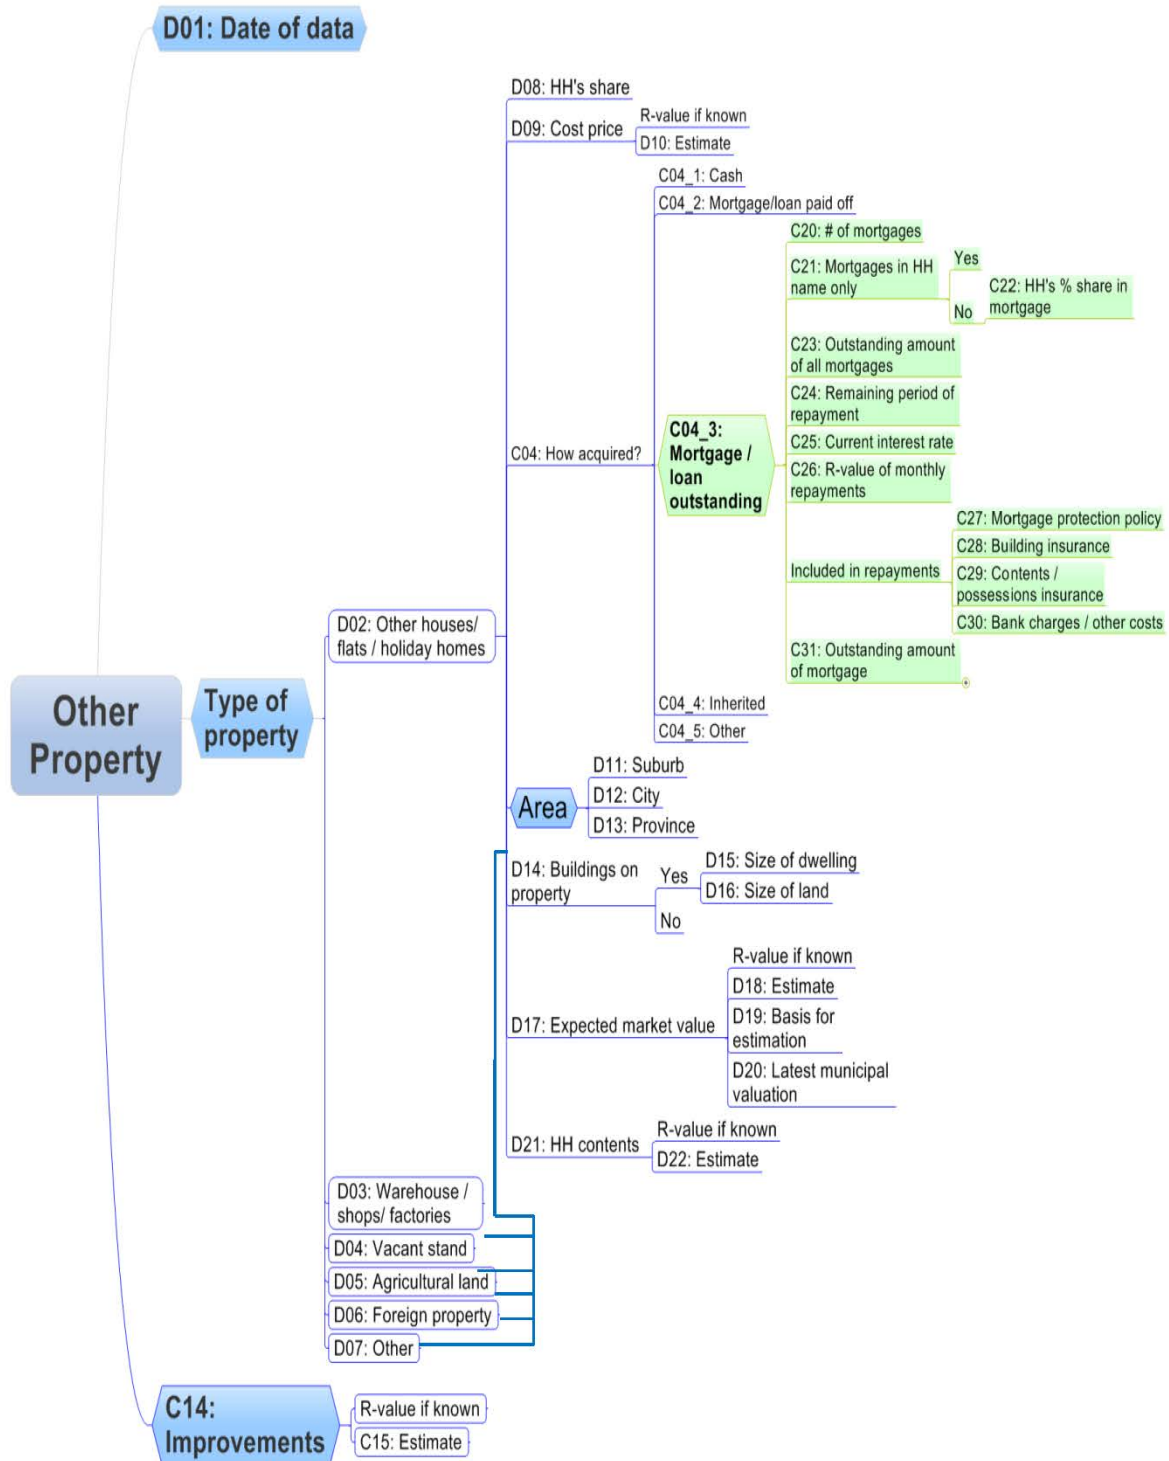 D01: Date of data
D08: HH's share
D09: Cost price
R-value if known
D10: Estimate
C04_1: Cash
C04_2: Mortgage/loan paid off
C20: # of mortgages
C21: Mortgages in HH
name only
Yes
No
C22: HH's % share in
mortgage
C23: Outstanding amount
of all mortgages
C24: Remaining period of
repayment
C04: How acquired?
C04_3:
Mortgage /
loan
outstanding
C25: Current interest rate
C26: R-value of monthly
repayments
Included in repayments
C27: Mortgage protection policy
C28: Building insurance
C29: Contents /
possessions insurance
C30: Bank charges / other costs
C31: Outstanding amount
of mortgage
C04_4: Inherited
C04_5: Other
D02: Other houses/
flats / holiday homes
Other
Property
Type of
property
Area
D11: Suburb
D12: City
D13: Province
D14: Buildings on
property
Yes
No
D15: Size of dwelling
D16: Size of land
D17: Expected market value
R-value if known
D18: Estimate
D19: Basis for
estimation
D20: Latest municipal
valuation
D21: HH contents
R-value if known
D22: Estimate
D03: Warehouse /
shops/ factories
D04: Vacant stand
D05: Agricultural land
D06: Foreign property
D07: Other
C14:
Improvements
R-value if known
C15: Estimate